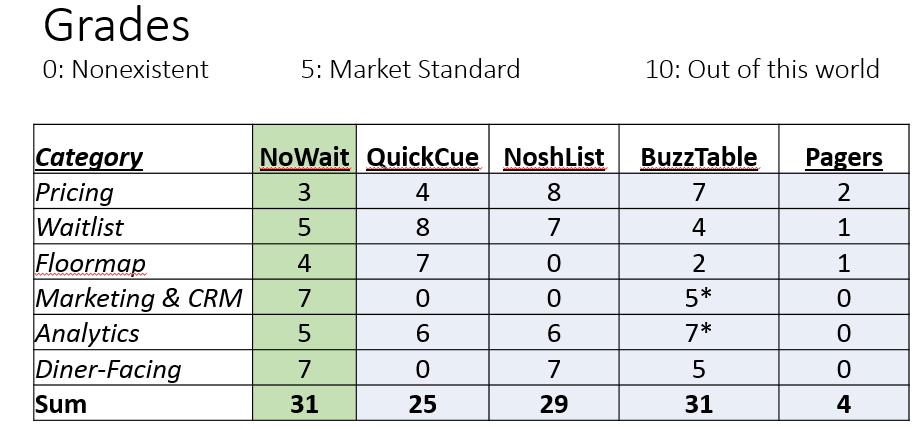 Grades
0: Nonexistent 5: Market Standard 10: Out of this world
Category NoWait QuickCue NoshList BuzzTable Pagers
Pricing 3 4 8 7 2
Waitlist 5 8 7 4 1
Floormap 4 7 0 2 1
Marketing & CRM 7 0 0 5* 0
Analytics 5 6 6 7* 0
Diner-Facing 7 0 7 5 0
Sum 31 25 29 31 4